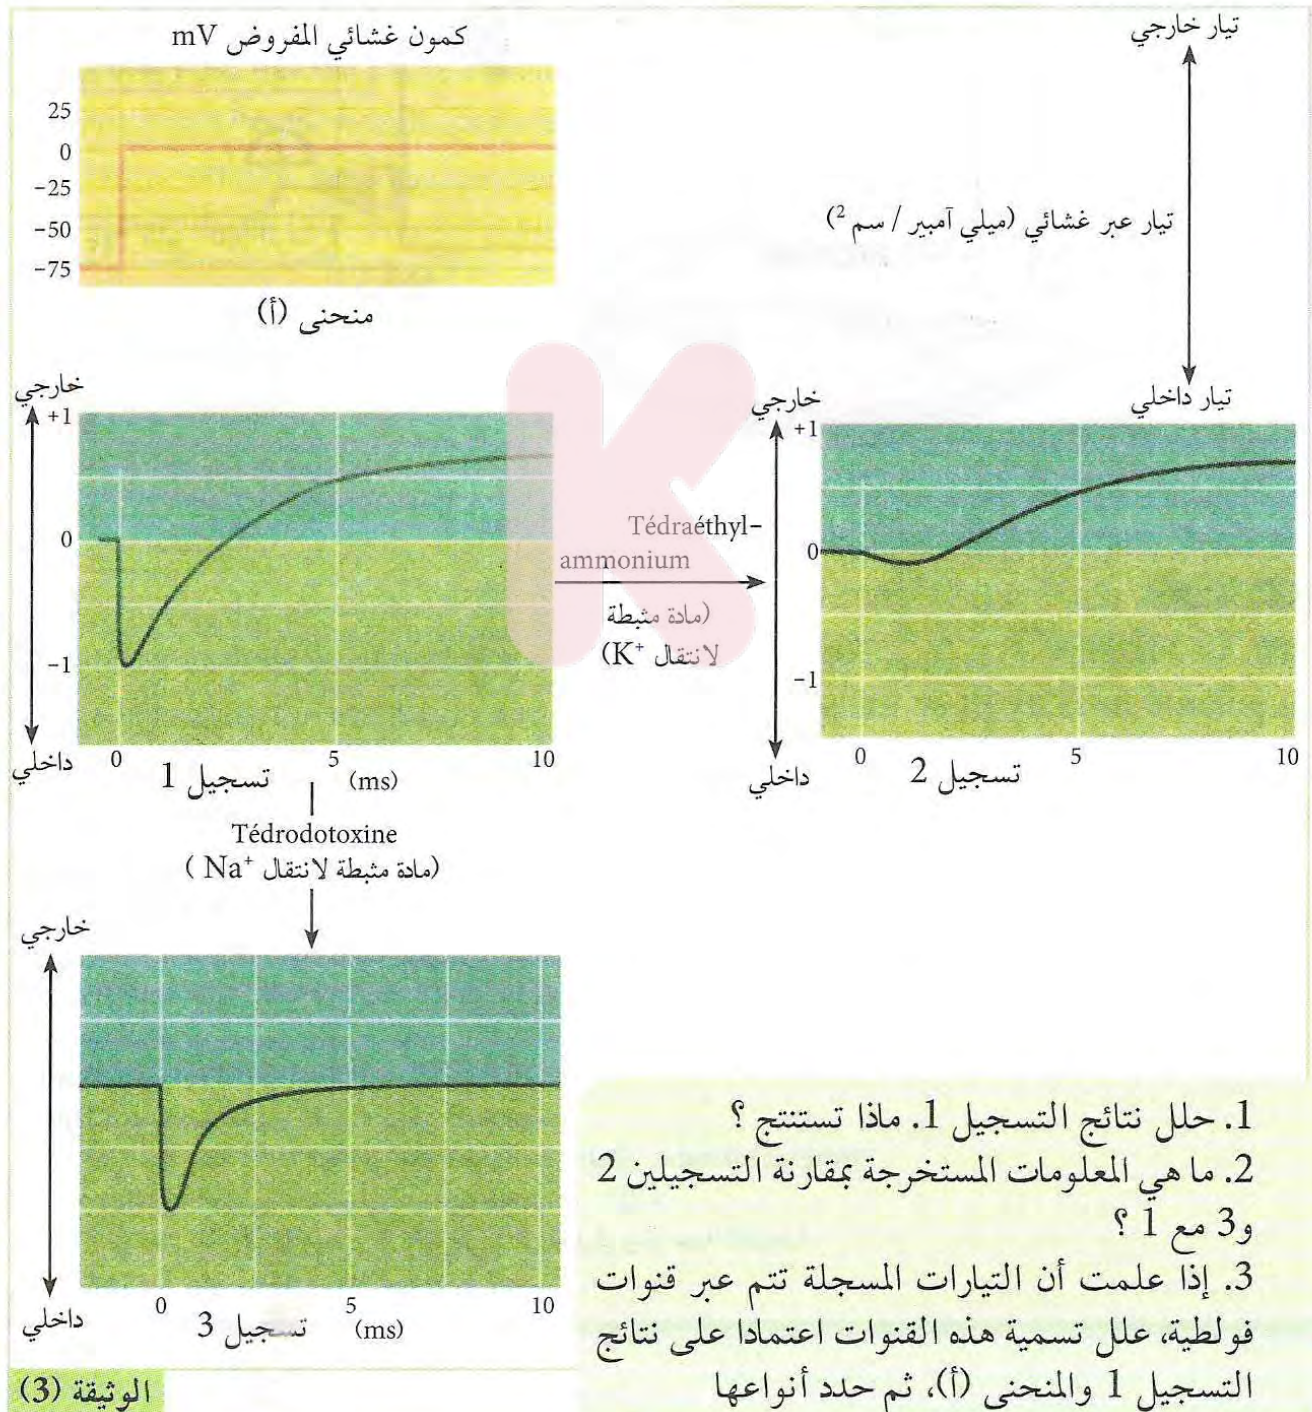 كمون غشائي المفروض mV
25
0
-25
-50
-75
منحنى (أ)
تيار خارجي
تيار عبر غشائي (ميلي آمبير / سم 2)
تيار داخلي
خارجي
+1
0
-1
داخلي
0
5
10
تسجيل 1
(ms)
Tédraéthyl-
ammonium
(مادة مثبطة
لانتقال K+)
خارجي
+1
0
-1
داخلي
0
5
10
تسجيل 2
Tédrodotoxine
(مادة مثبطة لانتقال Na+ )
خارجي
داخلي
0
5
10
تسجيل 3
(ms)
1. حلل نتائج التسجيل 1. ماذا تستنتج ؟
2. ما هي المعلومات المستخرجة بمقارنة التسجيلين 2
و3 مع 1 ؟
3. إذا علمت أن التيارات المسجلة تتم عبر قنوات
فولطية، علل تسمية هذه القنوات اعتمادا على نتائج
التسجيل 1 والمنحنى (أ)، ثم حدد أنواعها
الوثيقة (3)
K